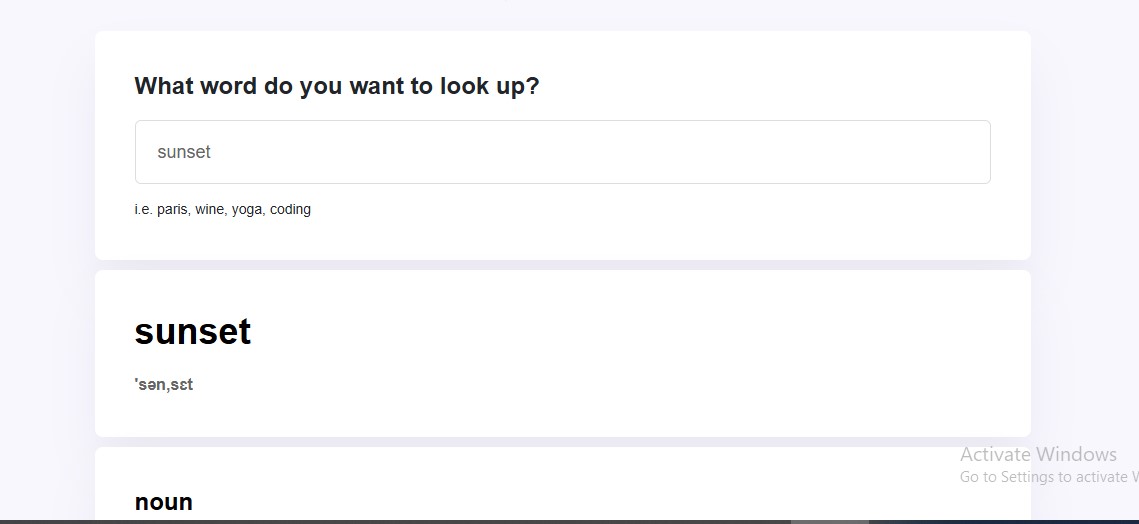 What word do you want to look up?
sunset
i.e. paris, wine, yoga, coding
sunset
'sən,sɛt
noun
Activate Windows
Go to Settings to activate W